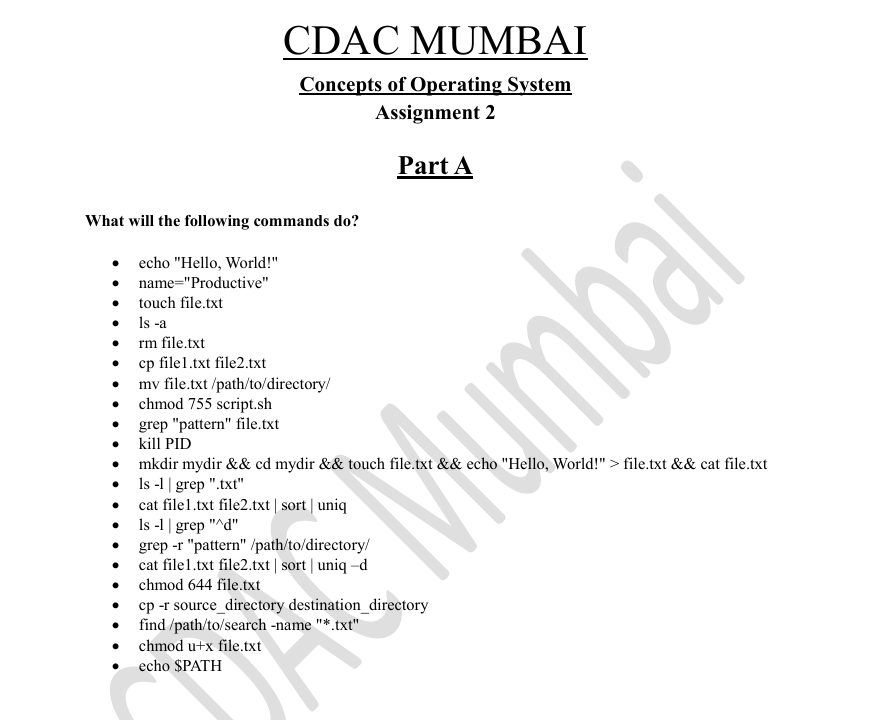 CDAC MUMBAI
Concepts of Operating System
Assignment 2
Part A
What will the following commands do?
• echo "Hello, World!"
• name="Productive"
• touch file.txt
• ls -a
• rm file.txt
• cp file1.txt file2.txt
• mv file.txt /path/to/directory/
• chmod 755 script.sh
• grep "pattern" file.txt
• kill PID
• mkdir mydir && cd mydir && touch file.txt && echo "Hello, World!" > file.txt && cat file.txt
• ls -l | grep ".txt"
• cat file1.txt file2.txt | sort | uniq
• ls -l | grep "^d"
• grep -r "pattern" /path/to/directory/
• cat file1.txt file2.txt | sort | uniq –d
• chmod 644 file.txt
• cp -r source_directory destination_directory
• find /path/to/search -name "*.txt"
• chmod u+x file.txt
• echo $PATH
CDAC Mumbai